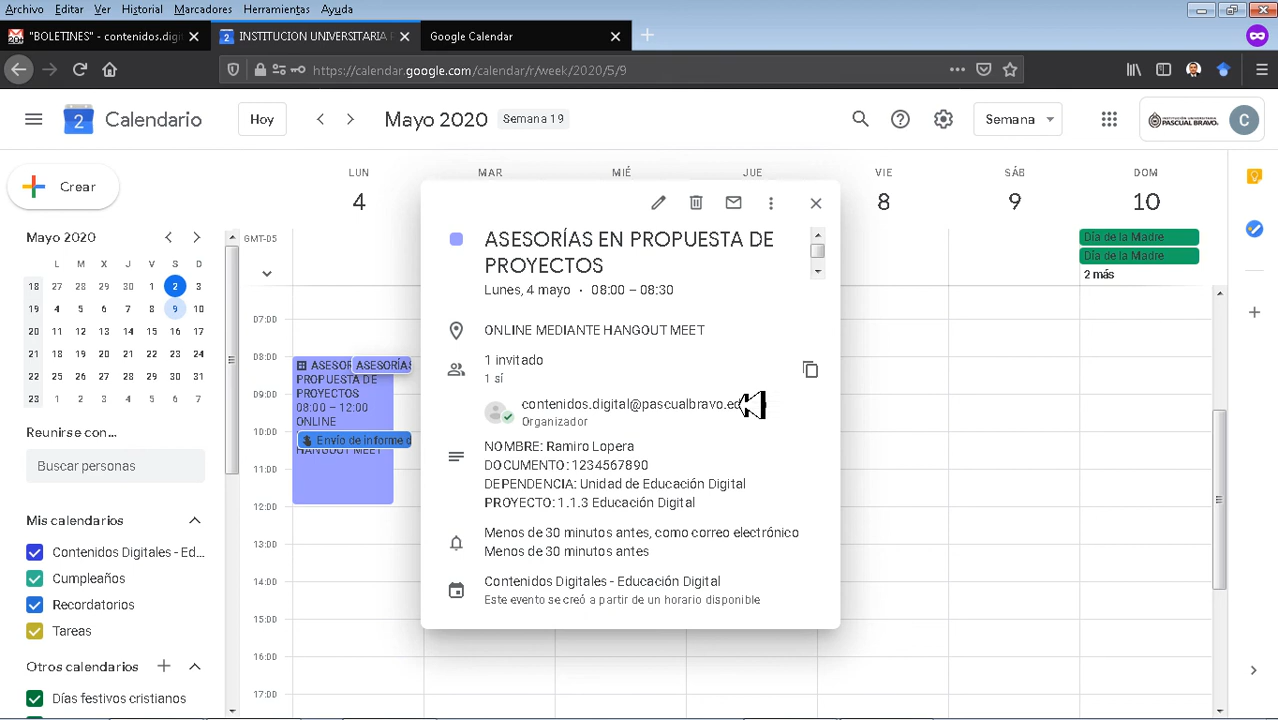 Archivo Editar Ver Historial Marcadores Herramientas Ayuda
"BOLETINES" - contenidos.digit
INSTITUCION UNIVERSITARIA P
Google Calendar
https://calendar.google.com/calendar/r/week/2020/5/9
Calendario
Hoy
Mayo 2020
Semana 19
Semana
INSTITUCIÓN UNIVERSITARIA
PASCUAL BRAVO
C
Crear
LUN 4
MAR
MIÉ
JUE
VIE 8
SÁB 9
DOM 10
GMT-05
Día de la Madre
Día de la Madre
2 más
Mayo 2020
L M X J V S D
18 27 28 29 30 1 2 3
19 4 5 6 7 8 9 10
20 11 12 13 14 15 16 17
21 18 19 20 21 22 23 24
22 25 26 27 28 29 30 31
23 1 2 3 4 5 6 7
Reunirse con...
Buscar personas
Mis calendarios
Contenidos Digitales - Ed...
Cumpleaños
Recordatorios
Tareas
Otros calendarios
Días festivos cristianos
07:00
08:00
09:00
10:00
11:00
12:00
13:00
14:00
15:00
16:00
17:00
ASESOR
ASESORÍAS
PROPUESTA DE
PROYECTOS
08:00 – 12:00
ONLINE
Envío de informe d
HANGOUT MEET
ASESORÍAS EN PROPUESTA DE
PROYECTOS
Lunes, 4 mayo · 08:00 – 08:30
ONLINE MEDIANTE HANGOUT MEET
1 invitado
1 sí
contenidos.digital@pascualbravo.ed
Organizador
NOMBRE: Ramiro Lopera
DOCUMENTO: 1234567890
DEPENDENCIA: Unidad de Educación Digital
PROYECTO: 1.1.3 Educación Digital
Menos de 30 minutos antes, como correo electrónico
Menos de 30 minutos antes
Contenidos Digitales - Educación Digital
Este evento se creó a partir de un horario disponible